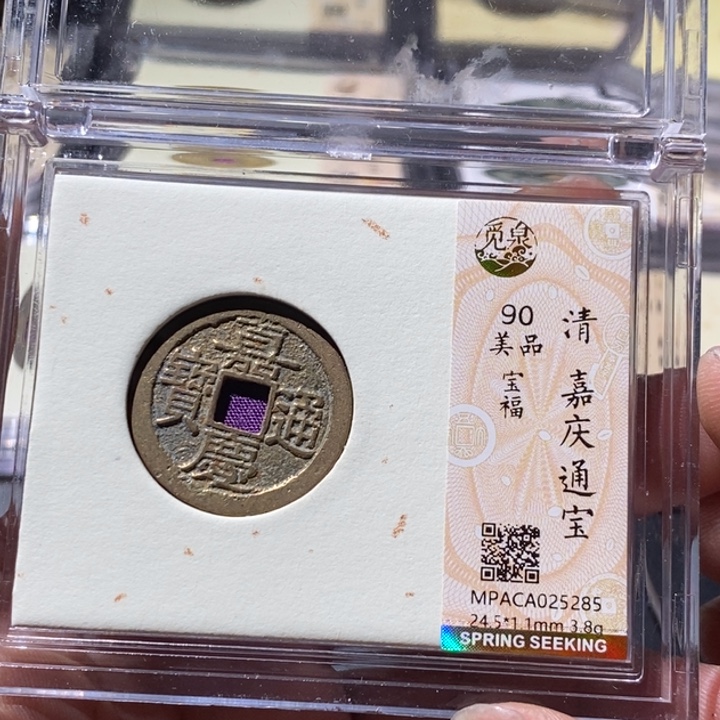 嘉慶通寳
觅泉
清 嘉庆通宝
90
美品
宝福
MPACA025285
24.5*1.1mm 3.8g
SPRING SEEKING